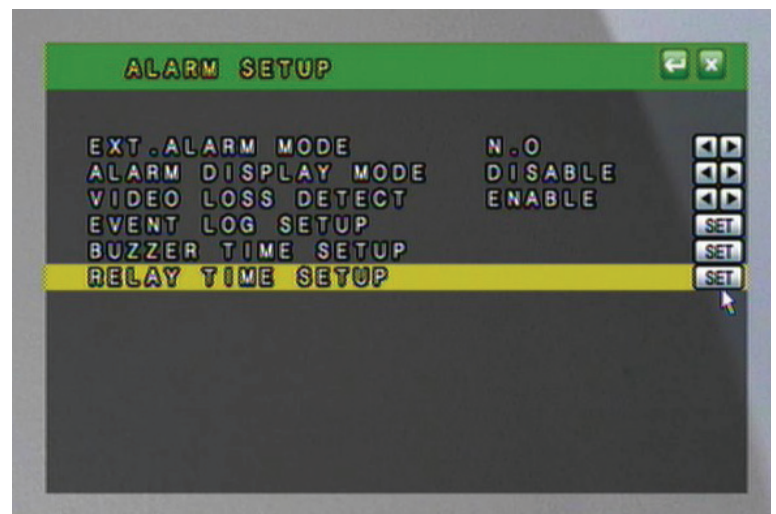 ALARM SETUP
EXT.ALARM MODE N.O
ALARM DISPLAY MODE DISABLE
VIDEO LOSS DETECT ENABLE
EVENT LOG SETUP SET
BUZZER TIME SETUP SET
RELAY TIME SETUP SET